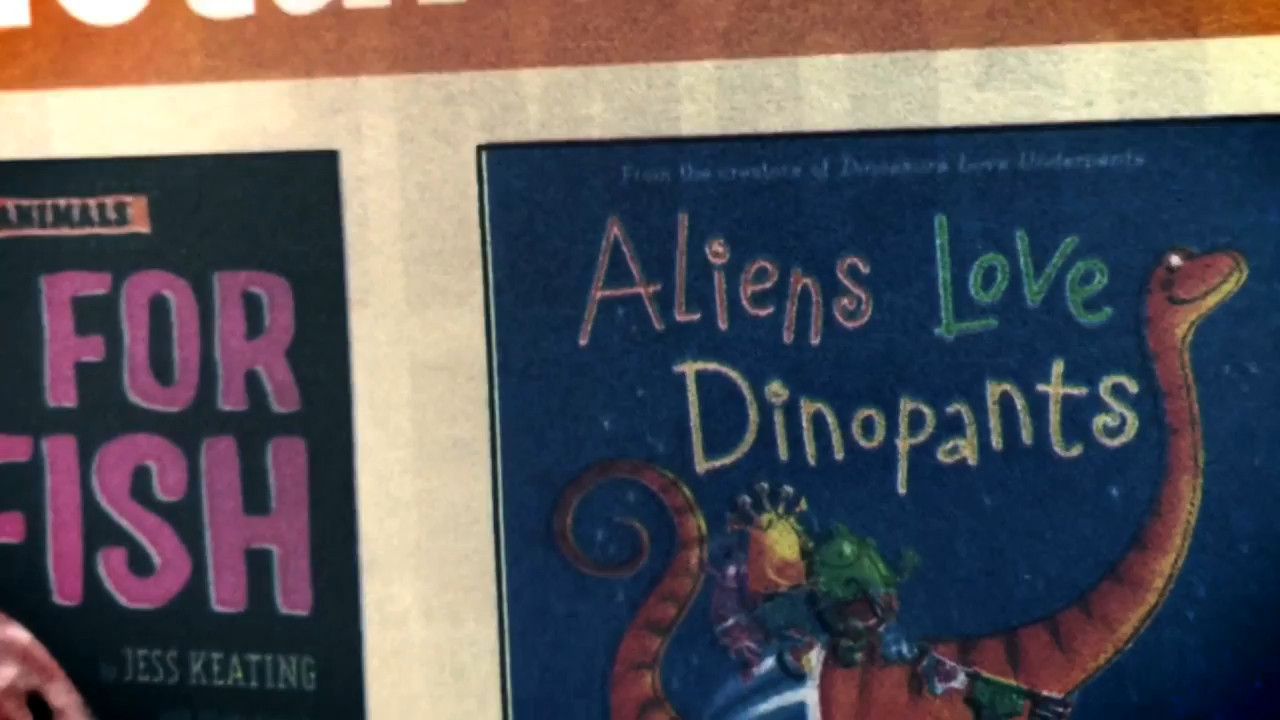 ANIMALS
FOR
FISH
JESS KEATING
From the creators of Dinosaurs Love Underpants
Aliens Love
Dinopants